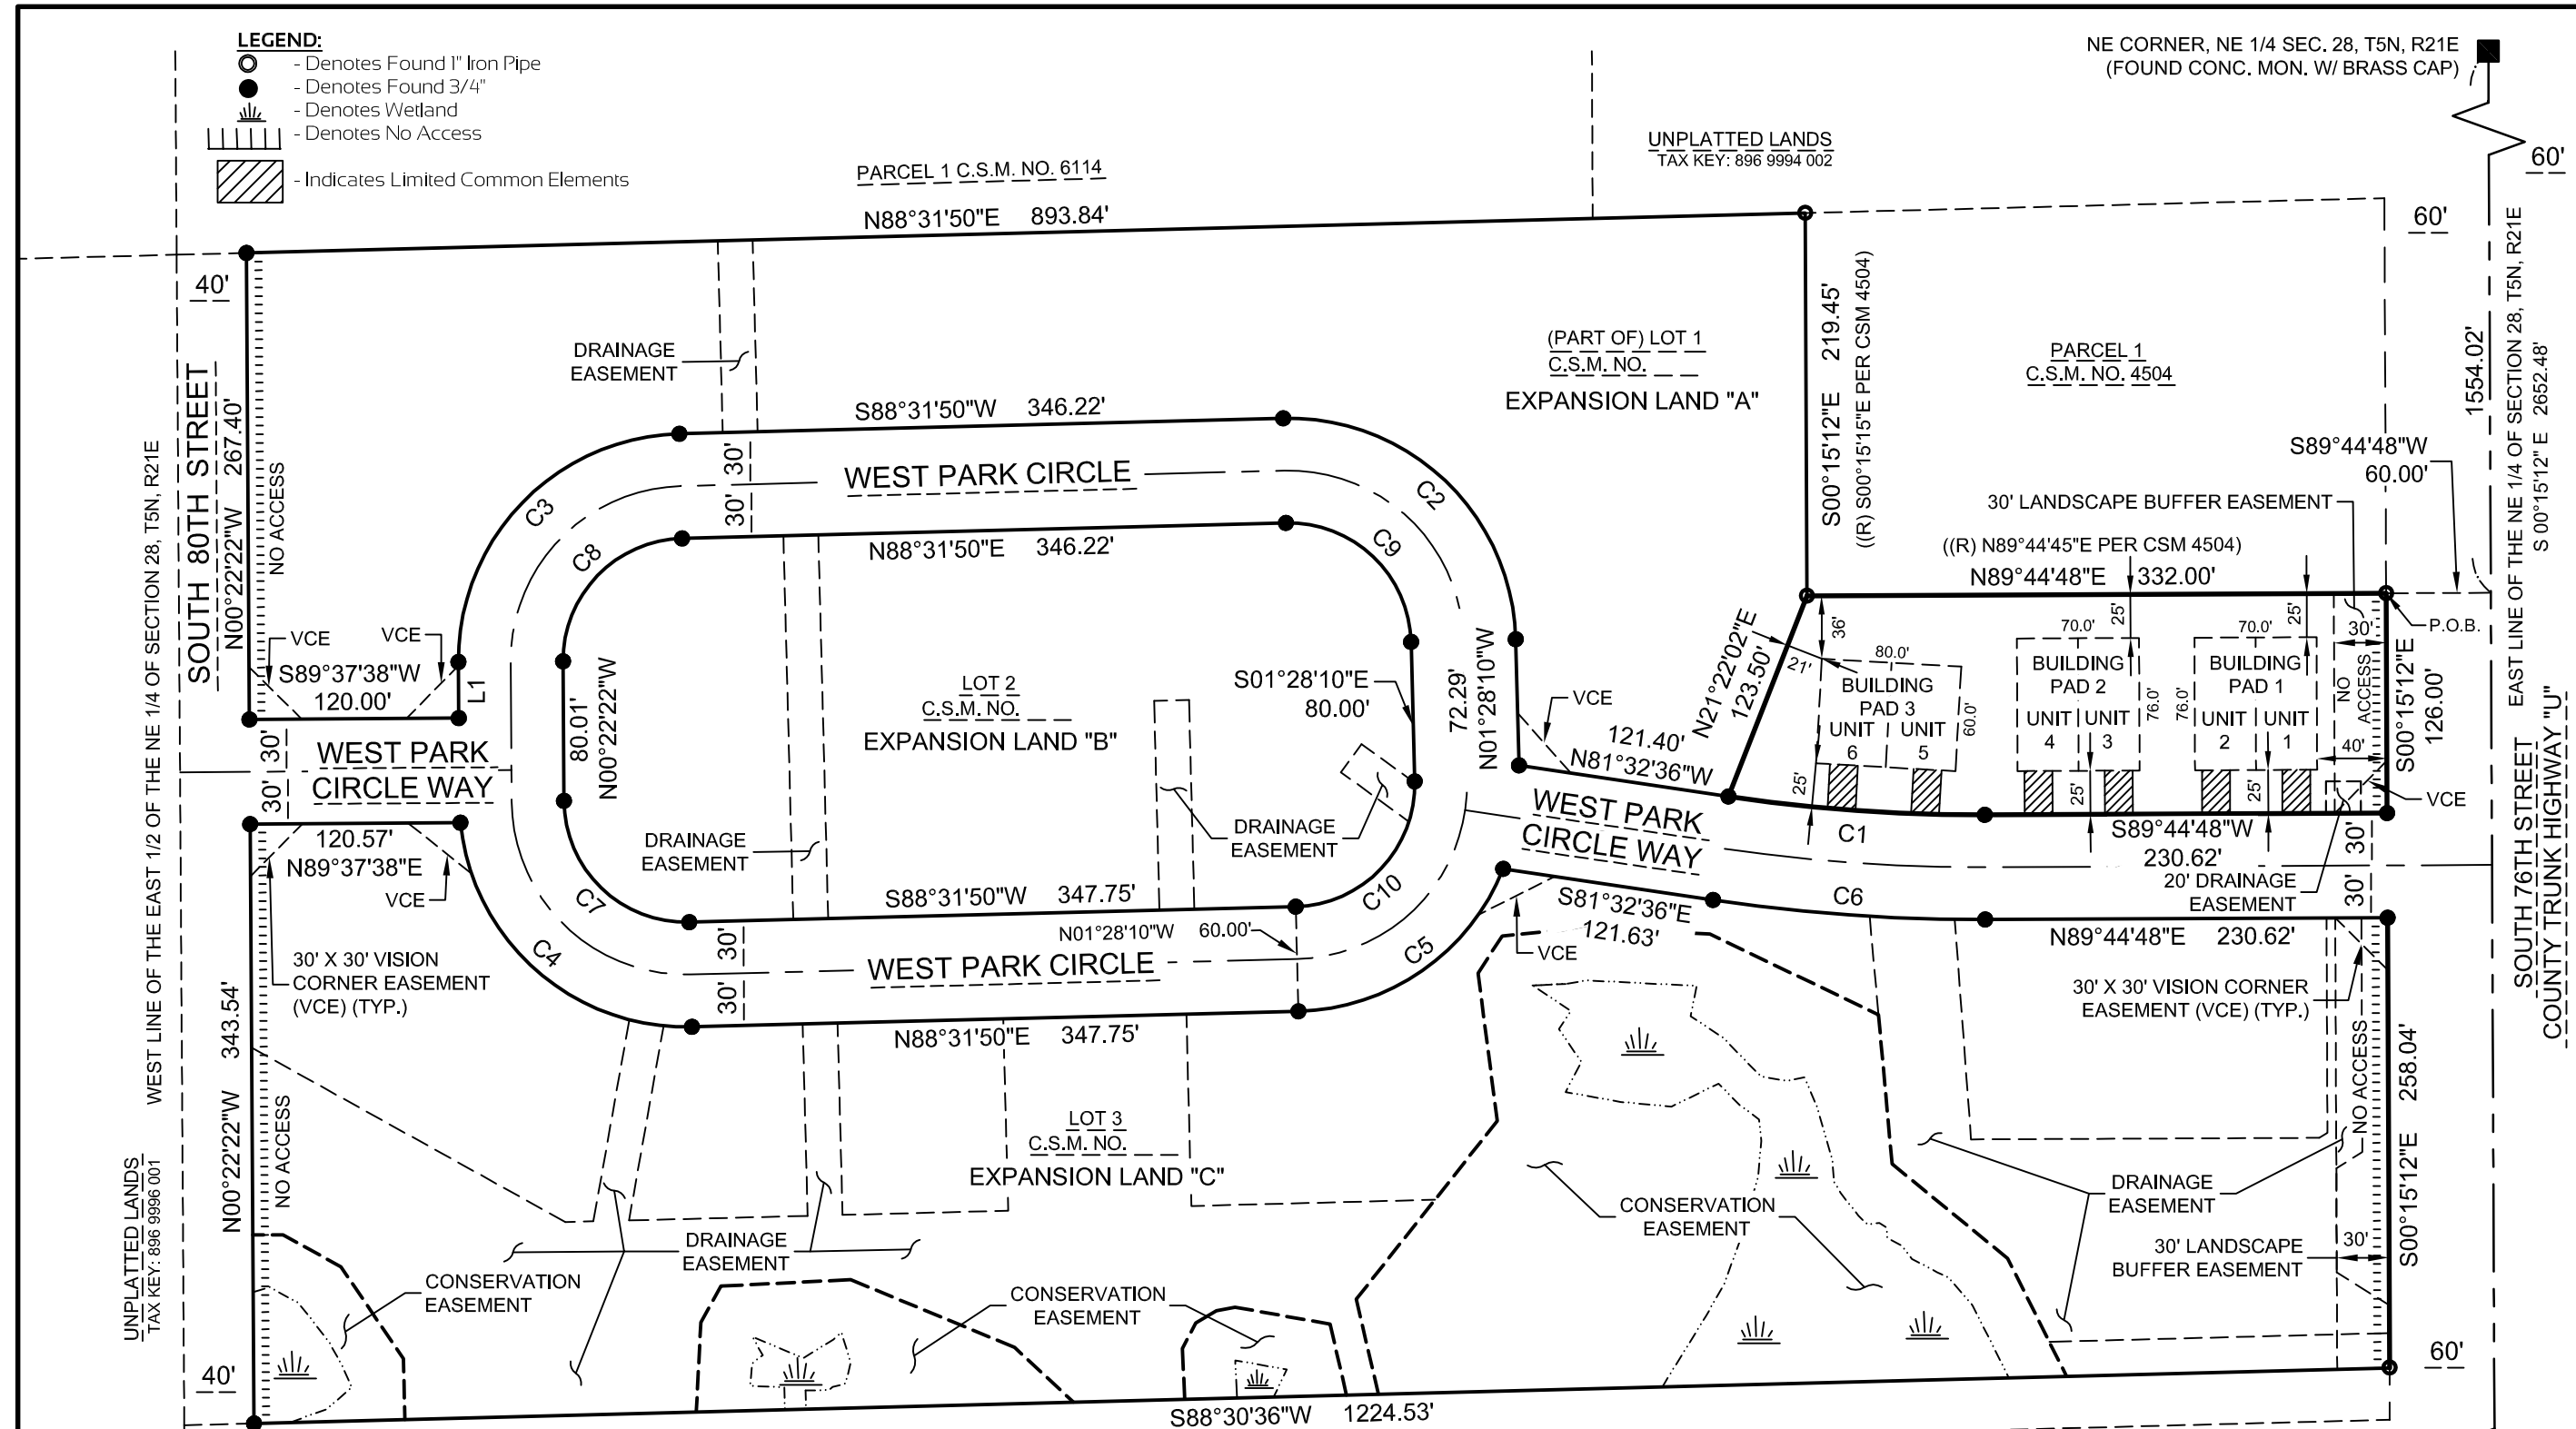 LEGEND:
- Denotes Found 1" Iron Pipe
- Denotes Found 3/4"
- Denotes Wetland
- Denotes No Access
- Indicates Limited Common Elements
NE CORNER, NE 1/4 SEC. 28, T5N, R21E
(FOUND CONC. MON. W/ BRASS CAP)
60'
60'
UNPLATTED LANDS
TAX KEY: 896 9994 002
PARCEL 1 C.S.M. NO. 6114
N88°31'50"E 893.84'
40'
SOUTH 80TH STREET
N00°22'22"W 267.40'
NO ACCESS
WEST LINE OF THE EAST 1/2 OF THE NE 1/4 OF SECTION 28, T5N, R21E
DRAINAGE
EASEMENT
(PART OF) LOT 1
C.S.M. NO.
EXPANSION LAND "A"
S00°15'12"E 219.45'
((R) S00°15'15"E PER CSM 4504)
PARCEL 1
C.S.M. NO. 4504
1554.02'
EAST LINE OF THE NE 1/4 OF SECTION 28, T5N, R21E
S 00°15'12" E 2652.48'
S89°44'48"W
60.00'
30' LANDSCAPE BUFFER EASEMENT
((R) N89°44'45"E PER CSM 4504)
N89°44'48"E 332.00'
S88°31'50"W 346.22'
30'
30'
WEST PARK CIRCLE
C3
C2
C8
C9
N88°31'50"E 346.22'
VCE
VCE
S89°37'38"W
120.00'
L1
30'
30'
WEST PARK
CIRCLE WAY
80.01'
N00°22'22"W
LOT 2
C.S.M. NO.
EXPANSION LAND "B"
S01°28'10"E
80.00'
72.29'
N01°28'10"W
VCE
121.40'
N81°32'36"W
N21°22'02"E
123.50'
36'
21'
80.0'
BUILDING
PAD 3
UNIT
6
UNIT
5
60.0'
25'
70.0'
25'
BUILDING
PAD 2
UNIT
4
UNIT
3
76.0'
25'
70.0'
25'
BUILDING
PAD 1
76.0'
UNIT
2
UNIT
1
25'
30'
NO
ACCESS
40'
P.O.B.
S00°15'12"E
126.00'
VCE
SOUTH 76TH STREET
COUNTY TRUNK HIGHWAY "U"
WEST PARK
CIRCLE WAY
C1
S89°44'48"W
230.62'
30'
30'
20' DRAINAGE
EASEMENT
C6
N89°44'48"E 230.62'
S81°32'36"E
121.63'
VCE
120.57'
N89°37'38"E
VCE
30' X 30' VISION
CORNER EASEMENT
(VCE) (TYP.)
C7
C4
DRAINAGE
EASEMENT
DRAINAGE
EASEMENT
S88°31'50"W 347.75'
C10
C5
N01°28'10"W 60.00'
30'
30'
WEST PARK CIRCLE
N88°31'50"E 347.75'
30' X 30' VISION CORNER
EASEMENT (VCE) (TYP.)
NO ACCESS
S00°15'12"E 258.04'
N00°22'22"W 343.54'
NO ACCESS
UNPLATTED LANDS
TAX KEY: 896 9996 001
LOT 3
C.S.M. NO.
EXPANSION LAND "C"
DRAINAGE
EASEMENT
CONSERVATION
EASEMENT
CONSERVATION
EASEMENT
CONSERVATION
EASEMENT
DRAINAGE
EASEMENT
30' LANDSCAPE
BUFFER EASEMENT
30'
40'
60'
S88°30'36"W 1224.53'